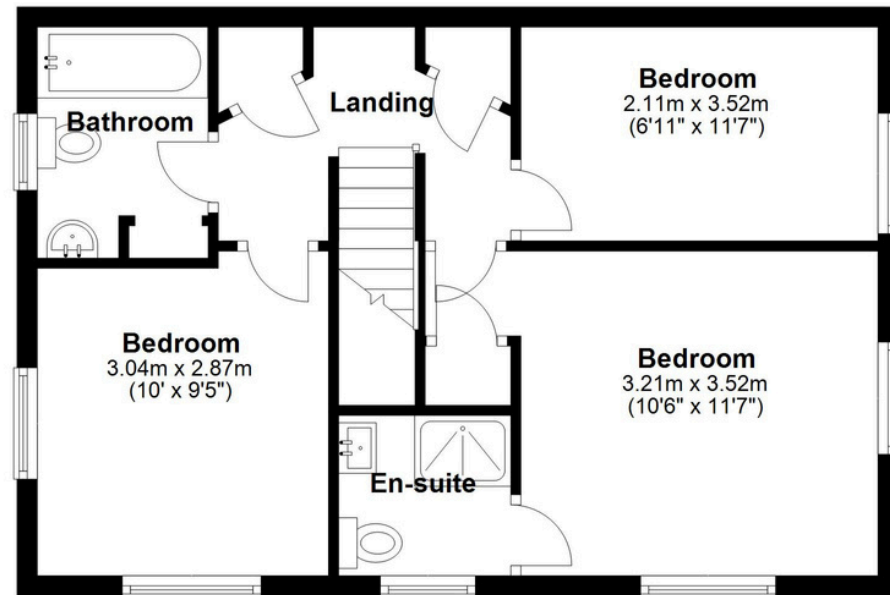 Bathroom
Landing
Bedroom
2.11m x 3.52m
(6'11" x 11'7")
Bedroom
3.04m x 2.87m
(10' x 9'5")
Bedroom
3.21m x 3.52m
(10'6" x 11'7")
En-suite